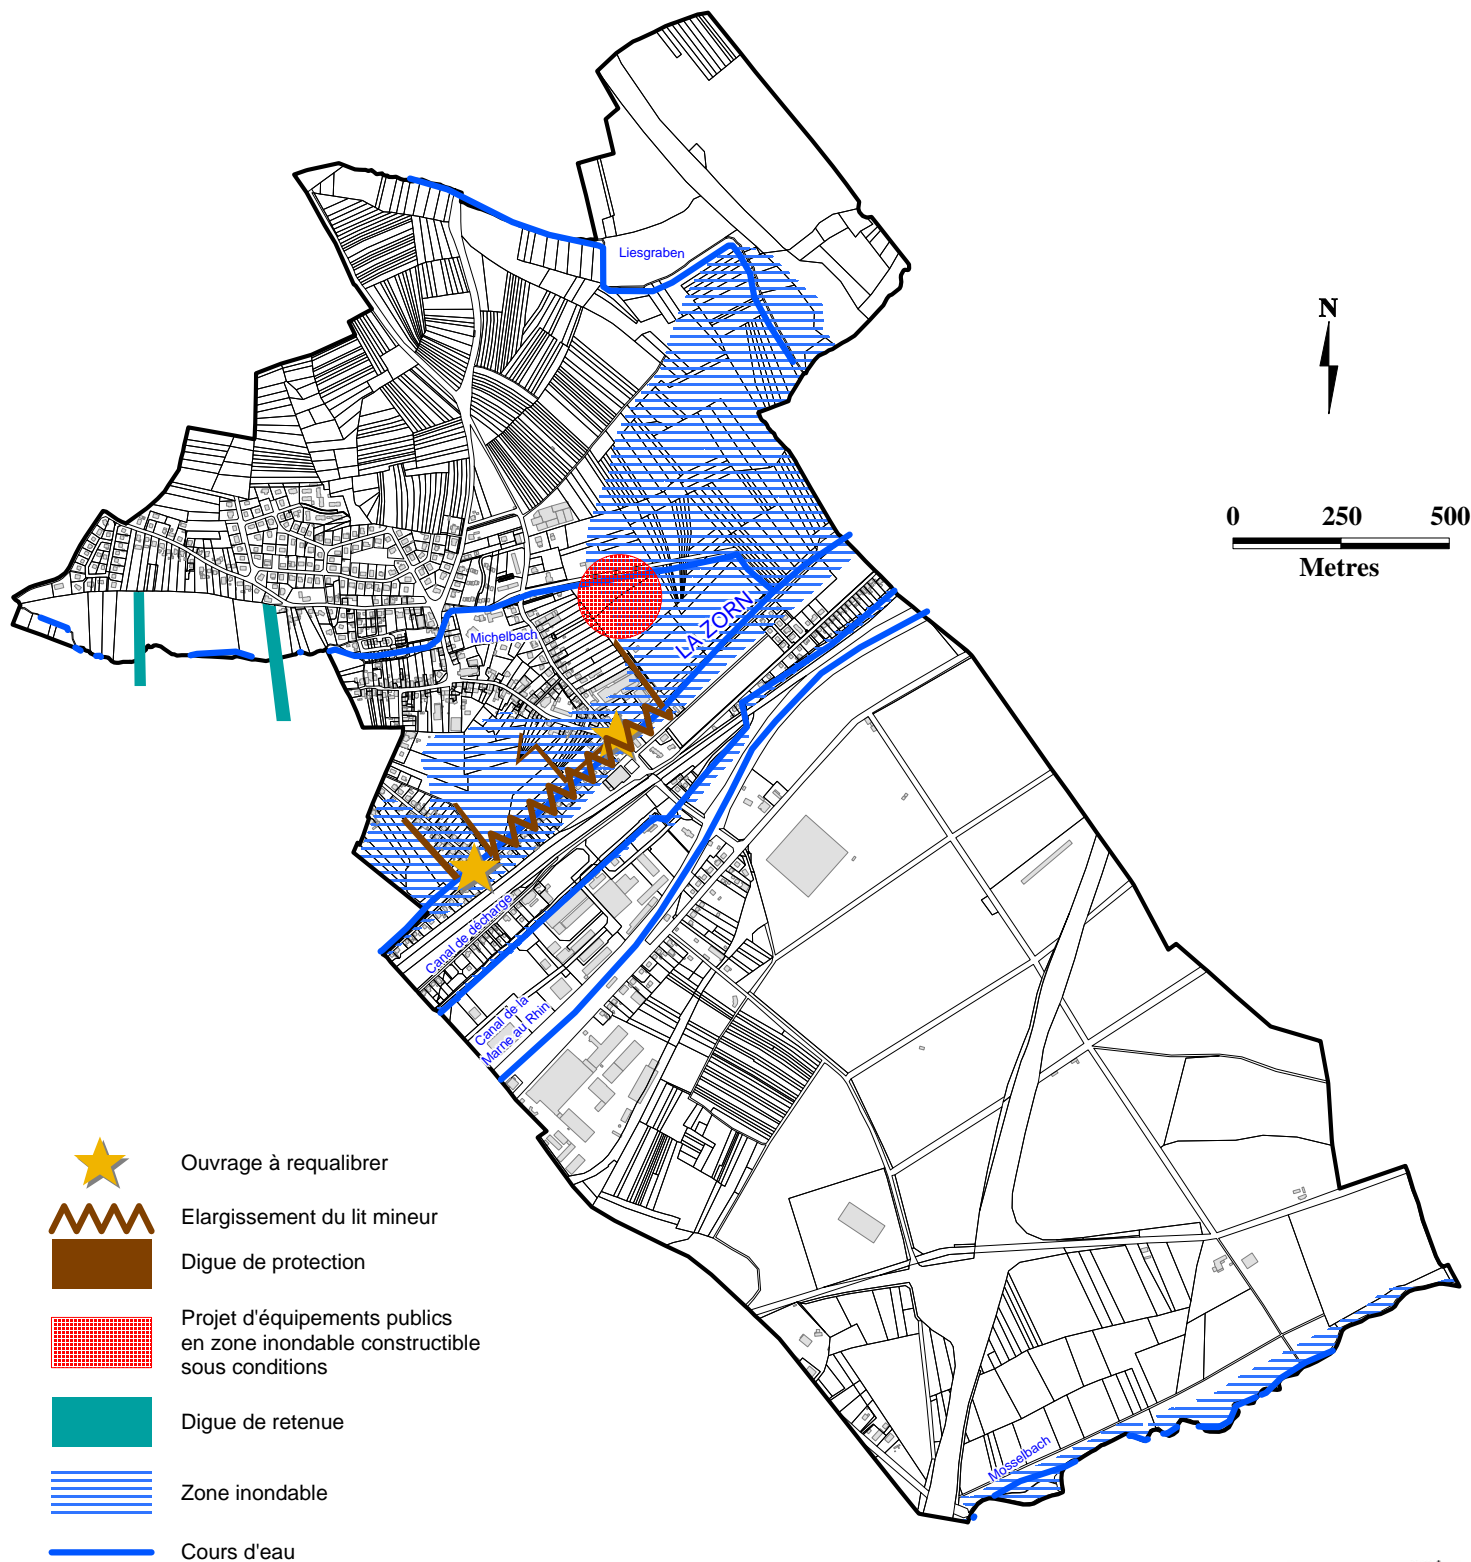 Liesgraben
N
0 250 500
Metres
Michelbach
LA ZORN
Canal de décharge
Canal de la
Marne au Rhin
Mosselbach
Ouvrage à requalibrer
Elargissement du lit mineur
Digue de protection
Projet d'équipements publics
en zone inondable constructible
sous conditions
Digue de retenue
Zone inondable
Cours d'eau